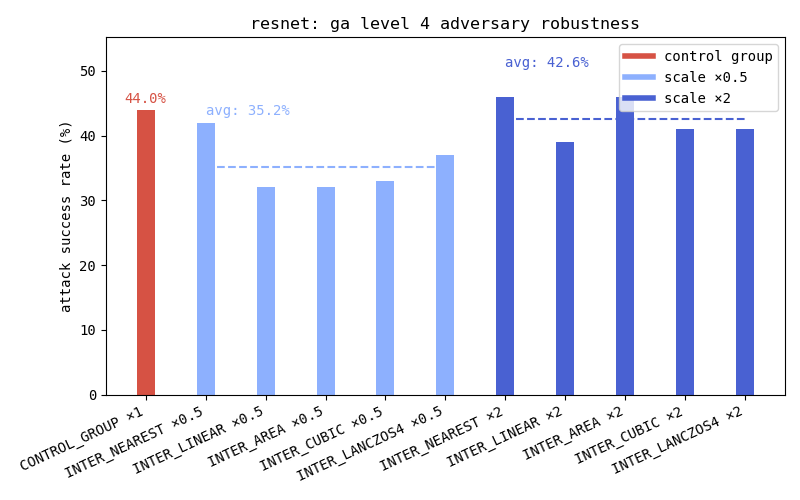 resnet: ga level 4 adversary robustness
attack success rate (%)
50
40
30
20
10
0
44.0%
avg: 35.2%
avg: 42.6%
control group
scale ×0.5
scale ×2
CONTROL_GROUP ×1
INTER_NEAREST ×0.5
INTER_LINEAR ×0.5
INTER_AREA ×0.5
INTER_CUBIC ×0.5
INTER_LANCZOS4 ×0.5
INTER_NEAREST ×2
INTER_LINEAR ×2
INTER_AREA ×2
INTER_CUBIC ×2
INTER_LANCZOS4 ×2